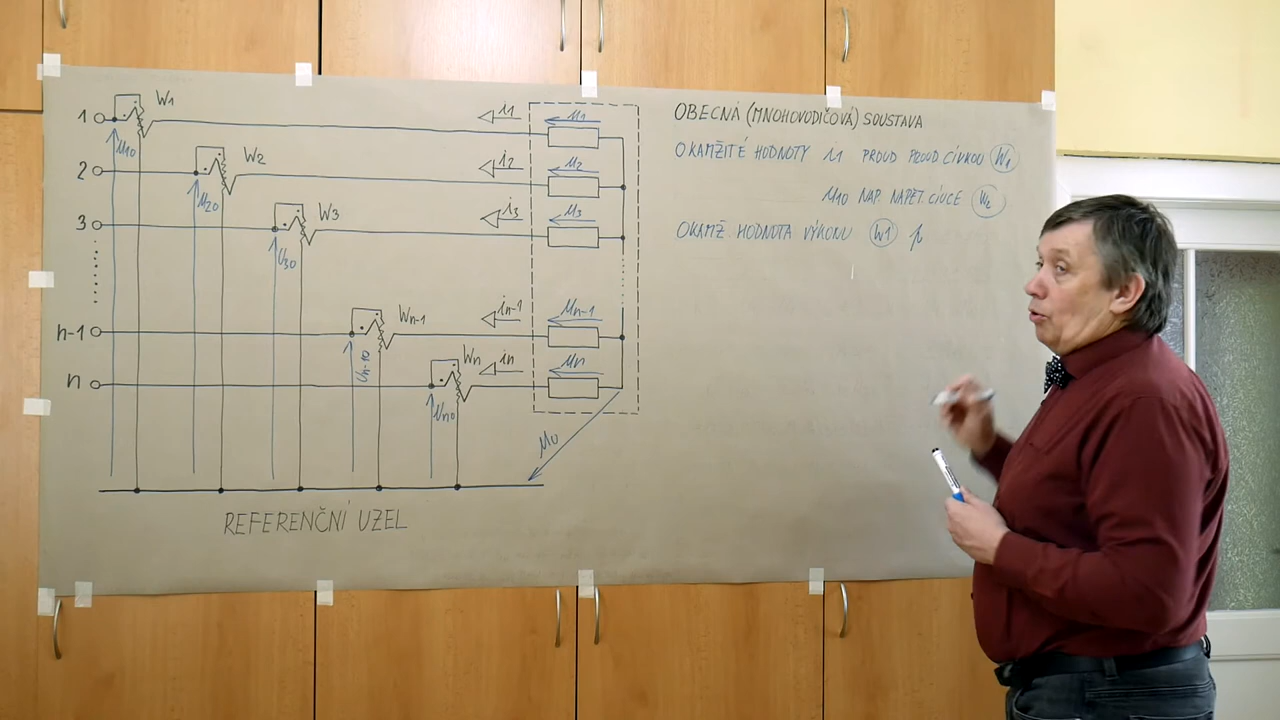 1 W1 i1 u1
u10
2 W2 i2 u2
u20
3 W3 i3 u3
U30
n-1 Wn-1 in-1 un-1
Un-10
n Wn in un
Un0
u0
REFERENČNÍ UZEL
OBECNÁ (MNOHOVODIČOVÁ) SOUSTAVA
OKAMŽITÉ HODNOTY i1 PROUD PROUD CÍVKOU W1
u10 NAP. NAPĚŤ CÍVCE
OKAMŽ HODNOTA VÝKONU W1 p